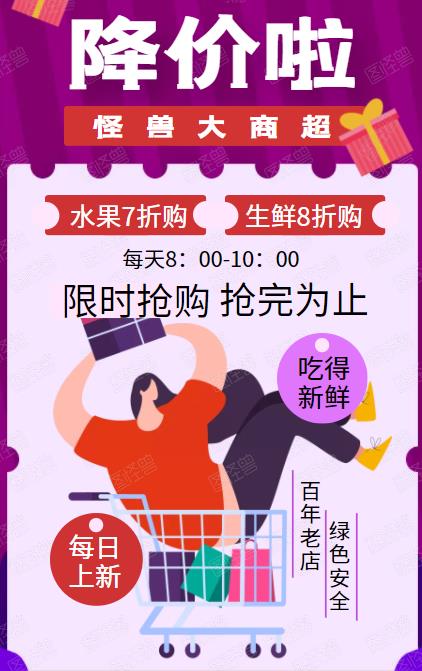 降价啦
怪兽大商超
水果7折购
生鲜8折购
每天8：00-10：00
限时抢购 抢完为止
吃得
新鲜
百年老店
绿色安全
每日
上新